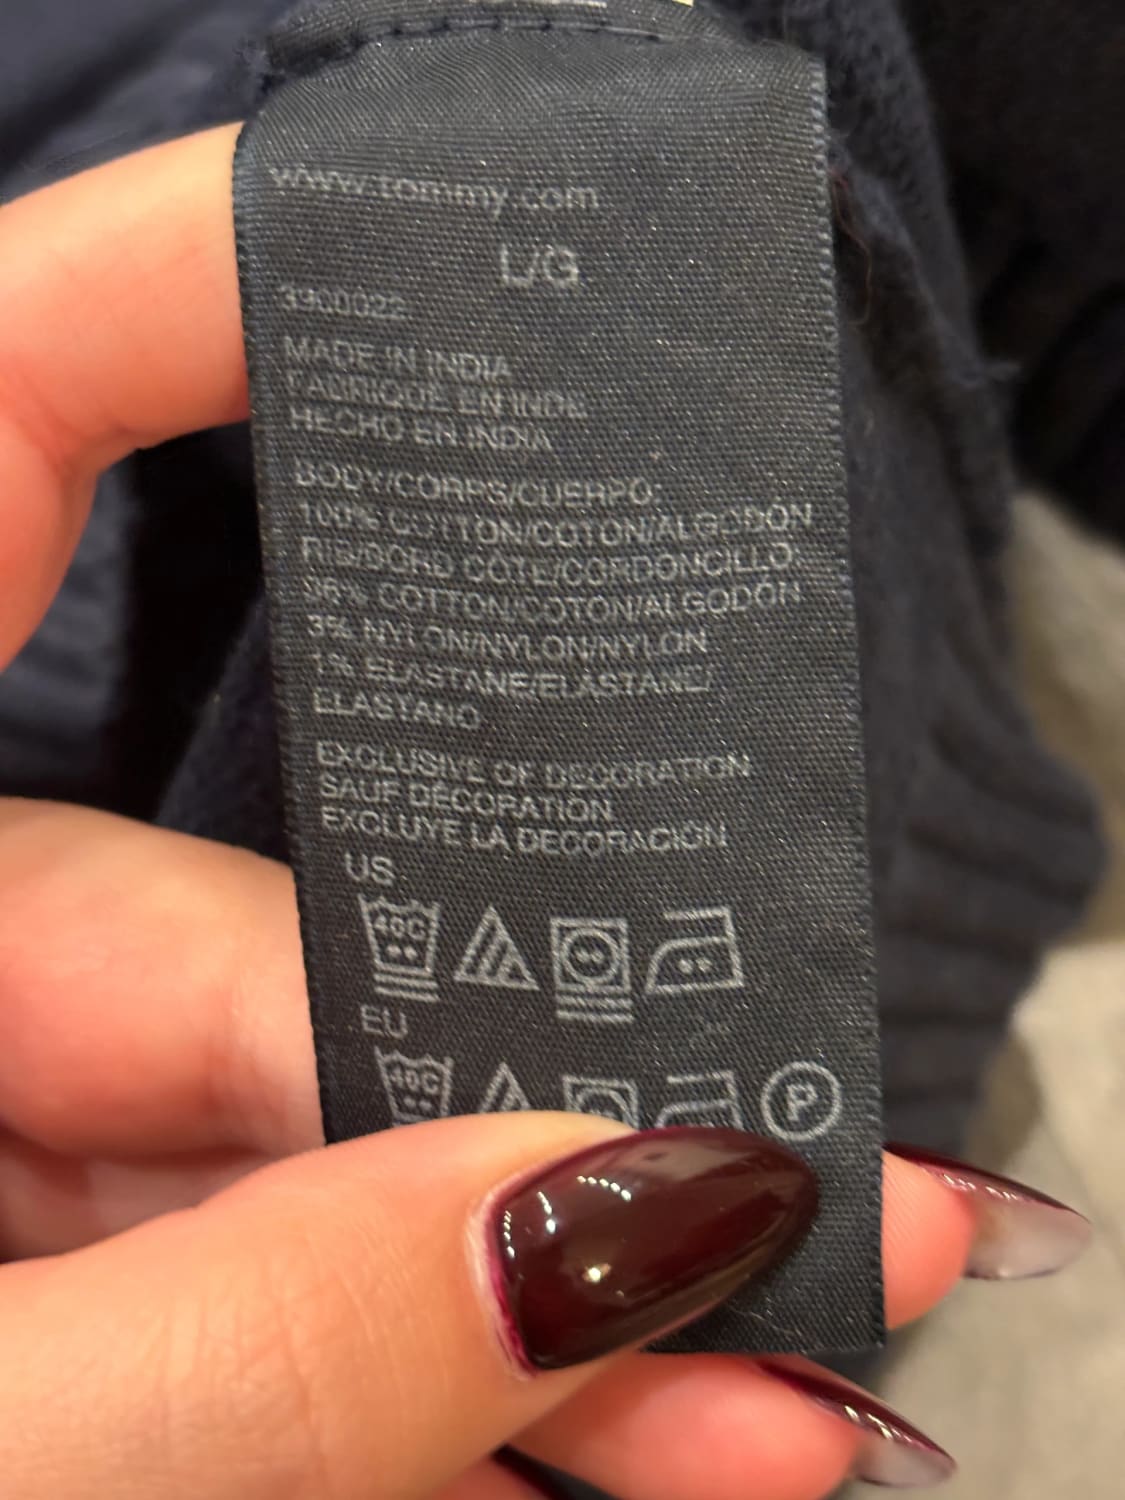 www.tommy.com
L/G
3900022
MADE IN INDIA
FABRIQUÉ EN INDE
HECHO EN INDIA
BODY/CORPS/CUERPO:
100% COTTON/COTON/ALGODÓN
RIB/BORD CÔTE/CORDONCILLO:
96% COTTON/COTON/ALGODÓN
3% NYLON/NYLON/NYLON
1% ELASTANE/ÉLASTANE/
ELASTANO
EXCLUSIVE OF DECORATION
SAUF DÉCORATION
EXCLUYE LA DECORACIÓN
US
40C
EU
40C
P